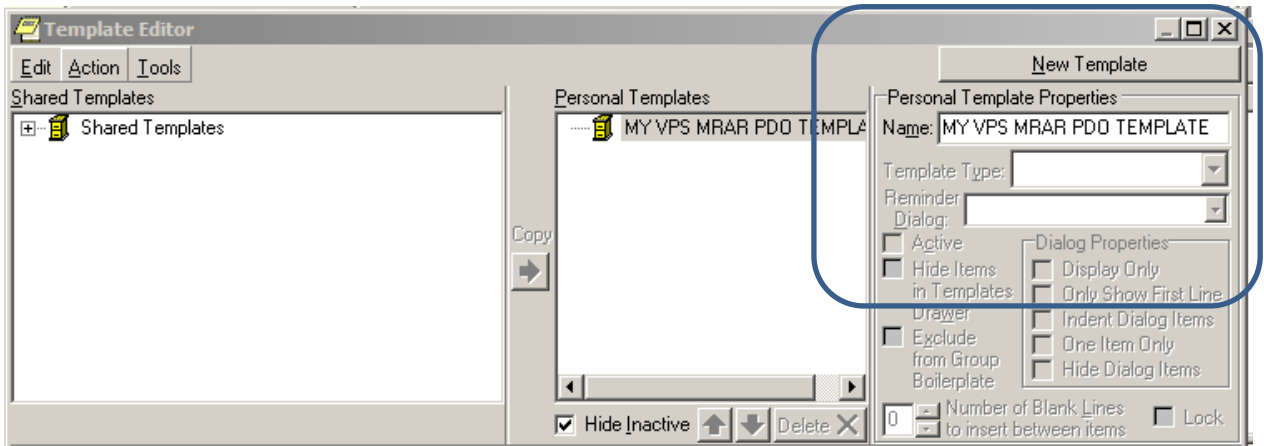 Template Editor
Edit Action Tools
New Template
Shared Templates
Shared Templates
Copy
Personal Templates
MY VPS MRAR PDO TEMPLA
Hide Inactive
Delete
Personal Template Properties
Name: MY VPS MRAR PDO TEMPLATE
Template Type:
Reminder
Dialog:
Active
Hide Items
in Templates
Drawer
Exclude
from Group
Boilerplate
Dialog Properties
Display Only
Only Show First Line
Indent Dialog Items
One Item Only
Hide Dialog Items
0
Number of Blank Lines
to insert between items
Lock